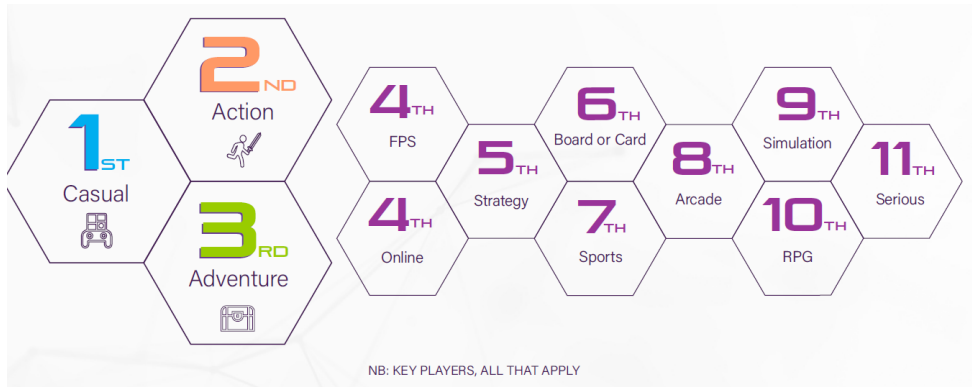 1ST
Casual
2ND
Action
3RD
Adventure
4TH
FPS
4TH
Online
5TH
Strategy
6TH
Board or Card
7TH
Sports
8TH
Arcade
9TH
Simulation
10TH
RPG
11TH
Serious
NB: KEY PLAYERS, ALL THAT APPLY